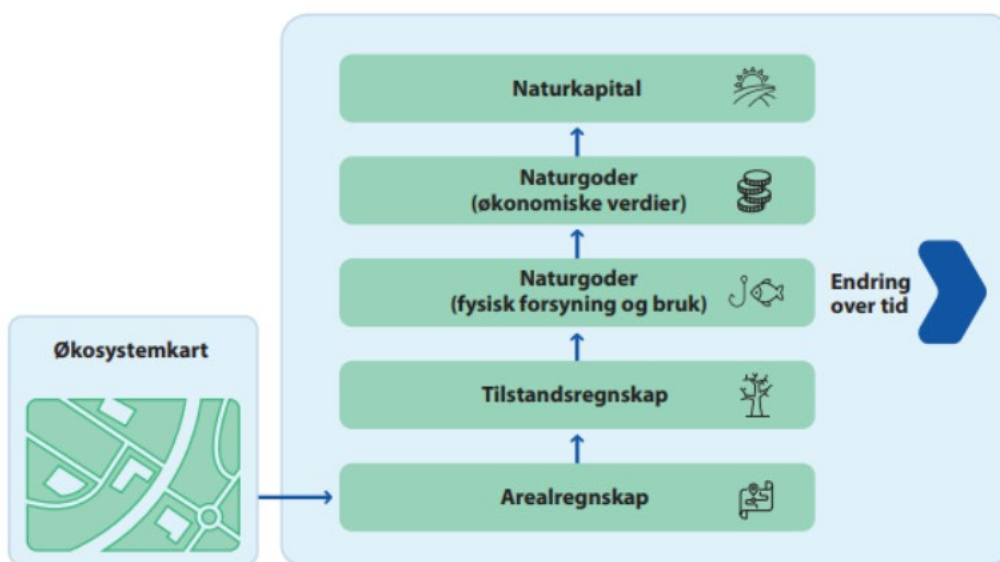 Naturkapital
Naturgoder
(økonomiske verdier)
Naturgoder
(fysisk forsyning og bruk)
Endring
over tid
Økosystemkart
Tilstandsregnskap
Arealregnskap